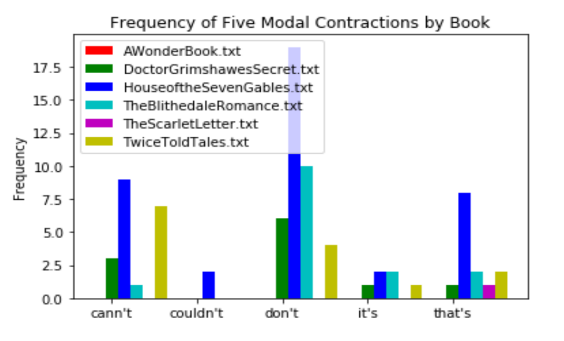 Frequency of Five Modal Contractions by Book
AWonderBook.txt
DoctorGrimshawesSecret.txt
HouseoftheSevenGables.txt
TheBlithedaleRomance.txt
TheScarletLetter.txt
TwiceToldTales.txt
Frequency
17.5
15.0
12.5
10.0
7.5
5.0
2.5
0.0
cann't couldn't don't it's that's